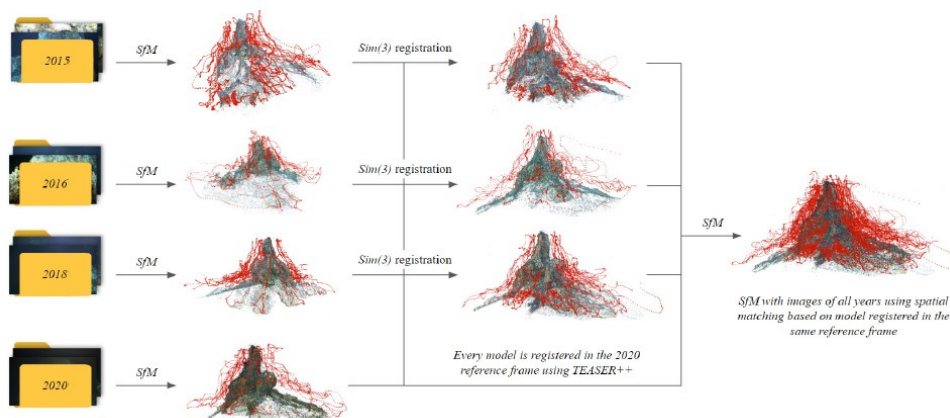 2015
SfM
Sim(3) registration
2016
SfM
Sim(3) registration
SfM
2018
SfM
Sim(3) registration
SfM with images of all years using spatial
matching based on model registered in the
same reference frame
2020
SfM
Every model is registered in the 2020
reference frame using TEASER++